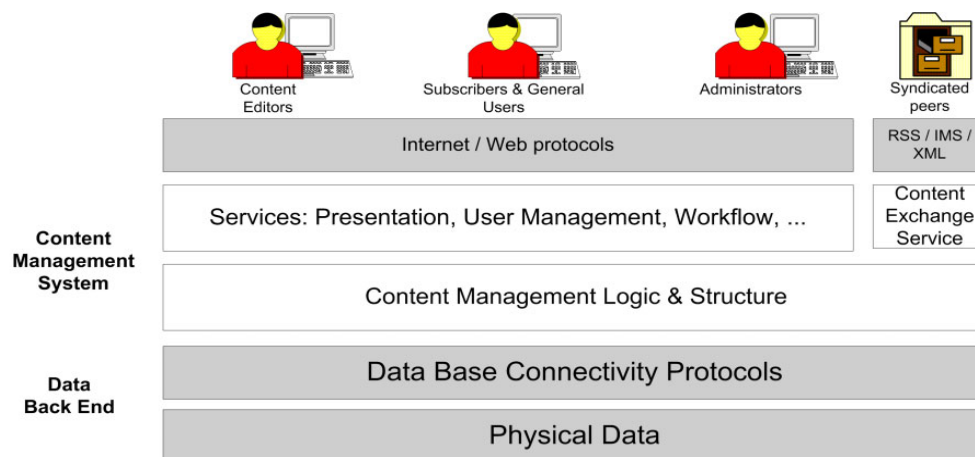 Content
Editors
Subscribers & General
Users
Administrators
Syndicated
peers
Internet / Web protocols
RSS / IMS /
XML
Services: Presentation, User Management, Workflow, ...
Content
Exchange
Service
Content
Management
System
Content Management Logic & Structure
Data Base Connectivity Protocols
Data
Back End
Physical Data